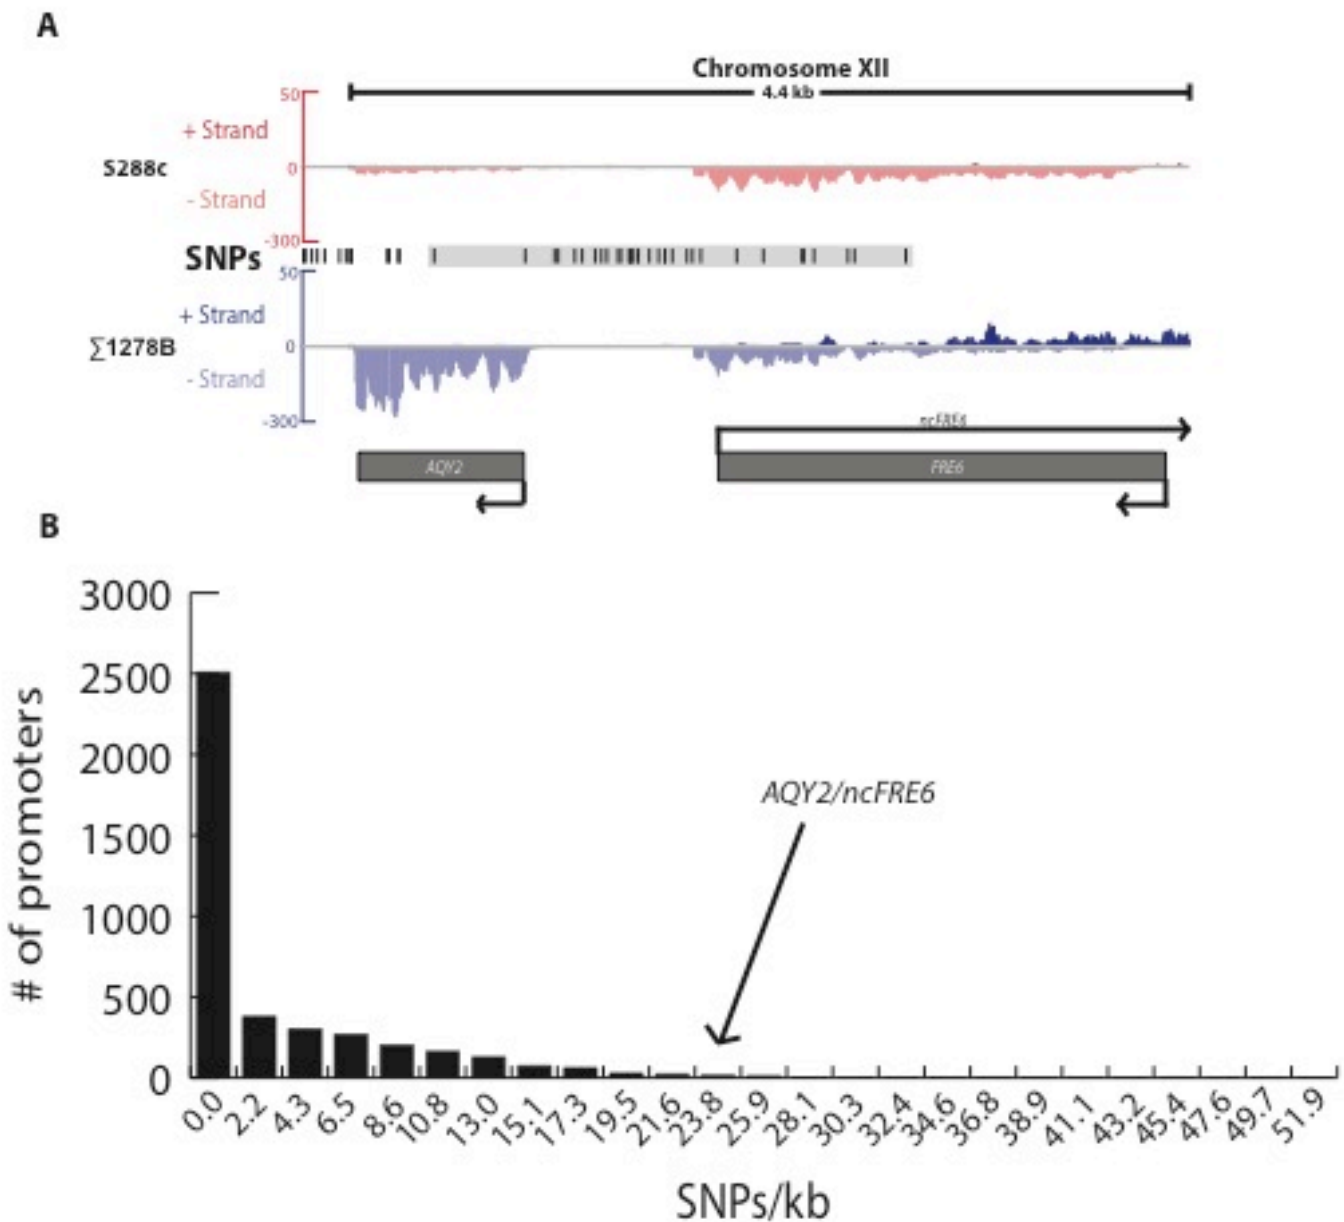 A
Chromosome XII
4.4 kb
50
+ Strand
S288c
0
- Strand
-300
SNPs
50
+ Strand
∑1278B
0
- Strand
-300
ncFRE6
AQY2
FRE6
B
3000
2500
2000
1500
1000
500
0
# of promoters
AQY2/ncFRE6
0.0 2.2 4.3 6.5 8.6 10.8 13.0 15.1 17.3 19.5 21.6 23.8 25.9 28.1 30.3 32.4 34.6 36.8 38.9 41.1 43.2 45.4 47.6 49.7 51.9
SNPs/kb